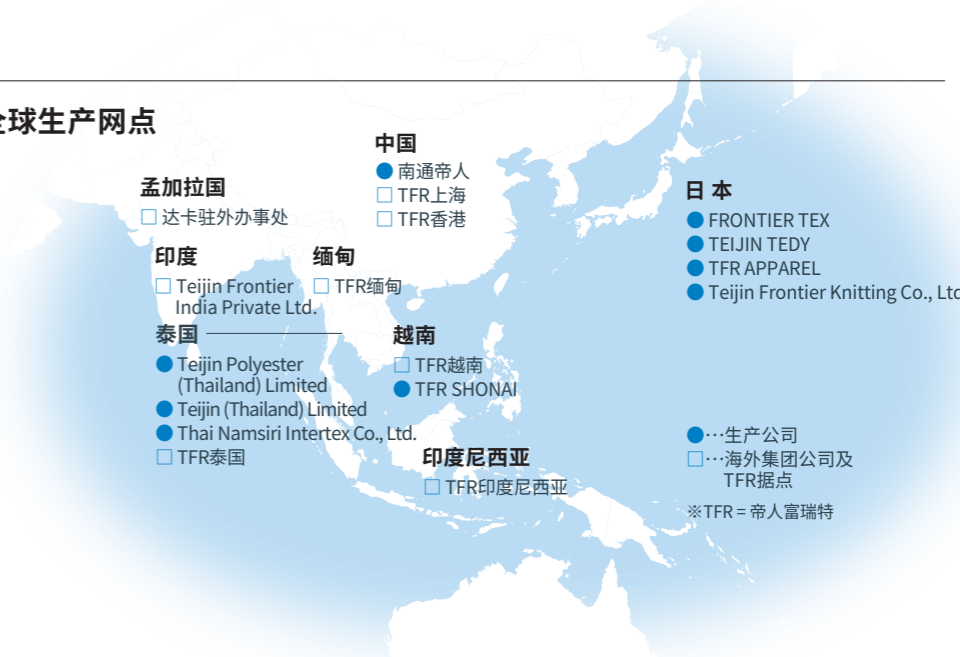 全球生产网点
中国
● 南通帝人
□ TFR上海
□ TFR香港
孟加拉国
□ 达卡驻外办事处
印度
□ Teijin Frontier
India Private Ltd.
缅甸
□ TFR缅甸
泰国
● Teijin Polyester
(Thailand) Limited
● Teijin (Thailand) Limited
● Thai Namsiri Intertex Co., Ltd.
□ TFR泰国
越南
□ TFR越南
● TFR SHONAI
印度尼西亚
□ TFR印度尼西亚
日本
● FRONTIER TEX
● TEIJIN TEDY
● TFR APPAREL
● Teijin Frontier Knitting Co., Ltd
●…生产公司
□…海外集团公司及
TFR据点
※TFR = 帝人富瑞特